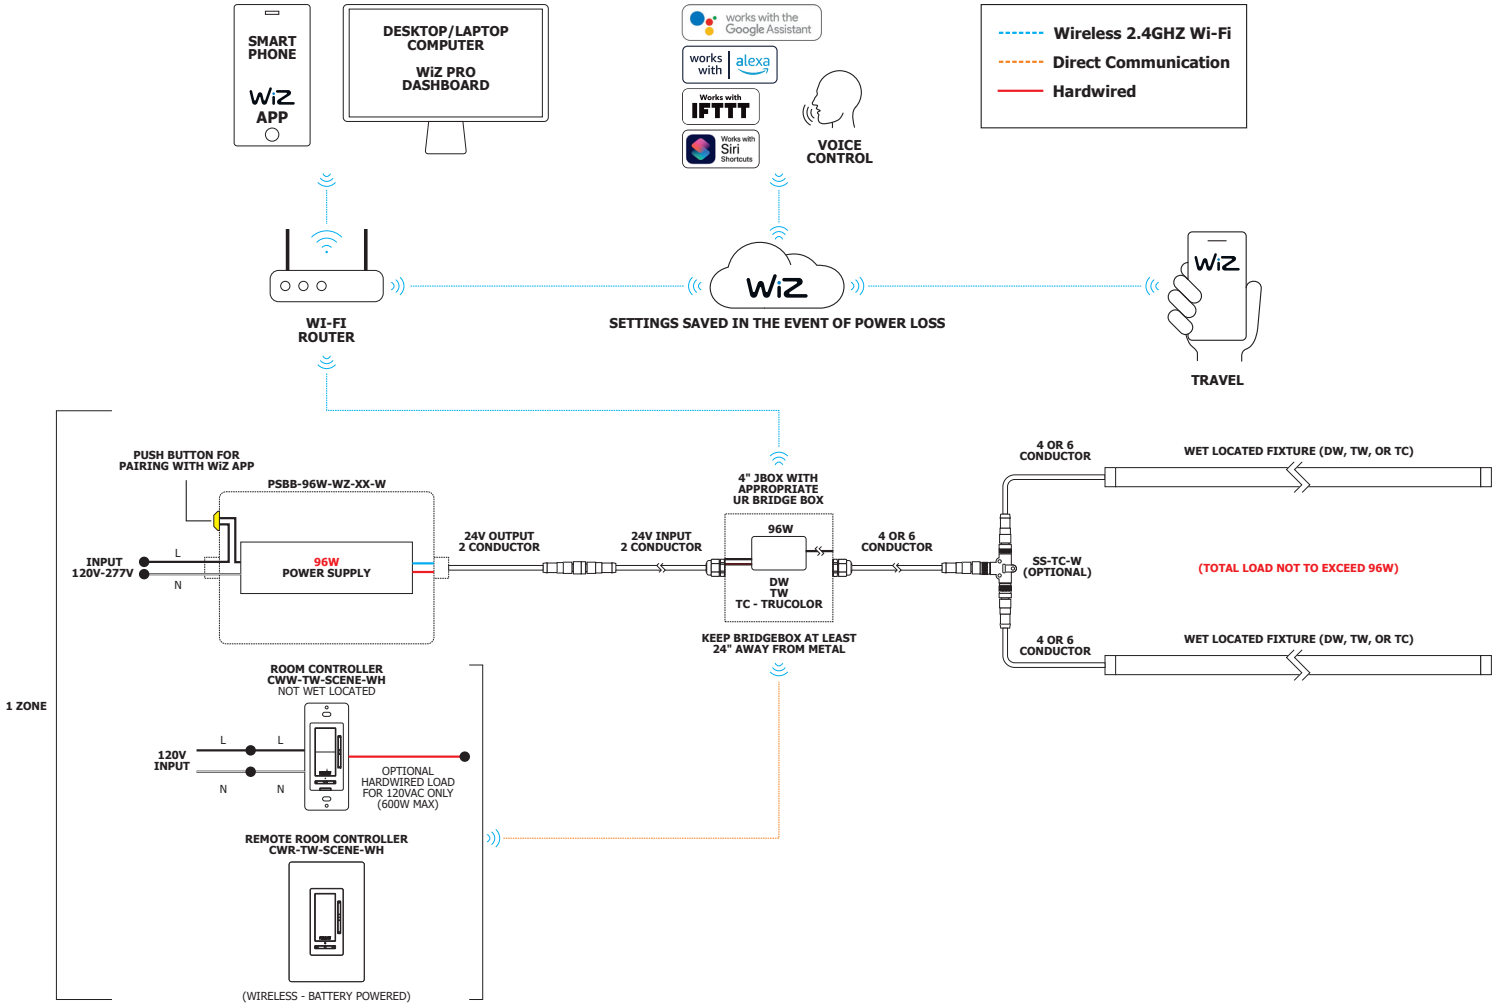 SMART
PHONE
WiZ
APP
DESKTOP/LAPTOP
COMPUTER
WiZ PRO
DASHBOARD
works with the
Google Assistant
works
with
alexa
Works with
IFTTT
Works with
Siri
Shortcuts
VOICE
CONTROL
Wireless 2.4GHZ Wi-Fi
Direct Communication
Hardwired
WI-FI
ROUTER
WiZ
SETTINGS SAVED IN THE EVENT OF POWER LOSS
WiZ
TRAVEL
1 ZONE
PUSH BUTTON FOR
PAIRING WITH WiZ APP
PSBB-96W-WZ-XX-W
INPUT
120V-277V
L
N
96W
POWER SUPPLY
24V OUTPUT
2 CONDUCTOR
24V INPUT
2 CONDUCTOR
4" JBOX WITH
APPROPRIATE
UR BRIDGE BOX
96W
DW
TW
TC - TRUCOLOR
KEEP BRIDGEBOX AT LEAST
24" AWAY FROM METAL
4 OR 6
CONDUCTOR
SS-TC-W
(OPTIONAL)
4 OR 6
CONDUCTOR
WET LOCATED FIXTURE (DW, TW, OR TC)
(TOTAL LOAD NOT TO EXCEED 96W)
4 OR 6
CONDUCTOR
WET LOCATED FIXTURE (DW, TW, OR TC)
ROOM CONTROLLER
CWW-TW-SCENE-WH
NOT WET LOCATED
120V
INPUT
L
L
N
N
OPTIONAL
HARDWIRED LOAD
FOR 120VAC ONLY
(600W MAX)
REMOTE ROOM CONTROLLER
CWR-TW-SCENE-WH
(WIRELESS - BATTERY POWERED)